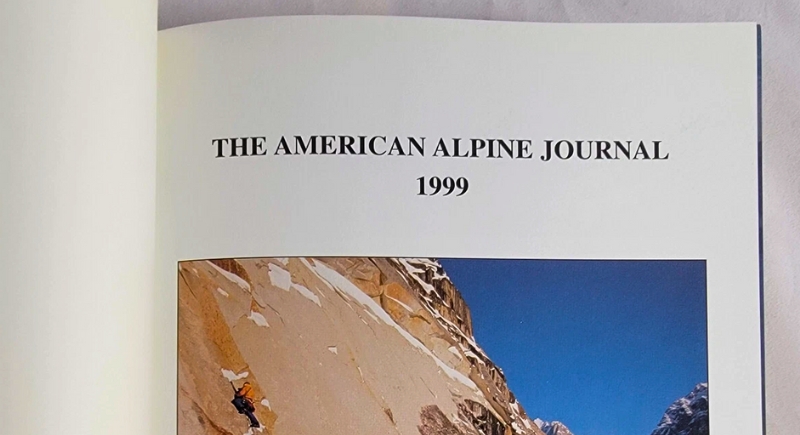 THE AMERICAN ALPINE JOURNAL
1999